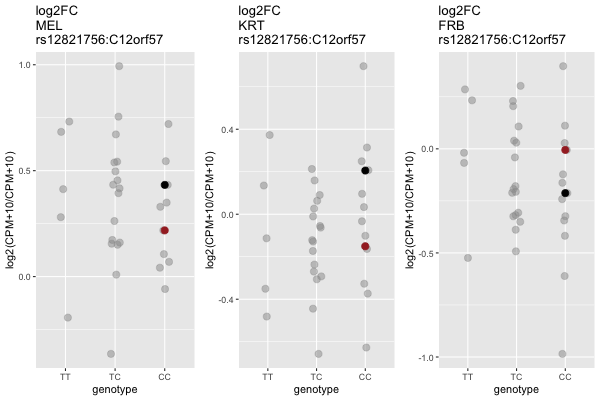 log2FC
MEL
rs12821756:C12orf57
log2(CPM+10/CPM+10)
1.0
0.5
0.0
TT
TC
CC
genotype
log2FC
KRT
rs12821756:C12orf57
log2(CPM+10/CPM+10)
0.4
0.0
-0.4
TT
TC
CC
genotype
log2FC
FRB
rs12821756:C12orf57
log2(CPM+10/CPM+10)
0.0
-0.5
-1.0
TT
TC
CC
genotype